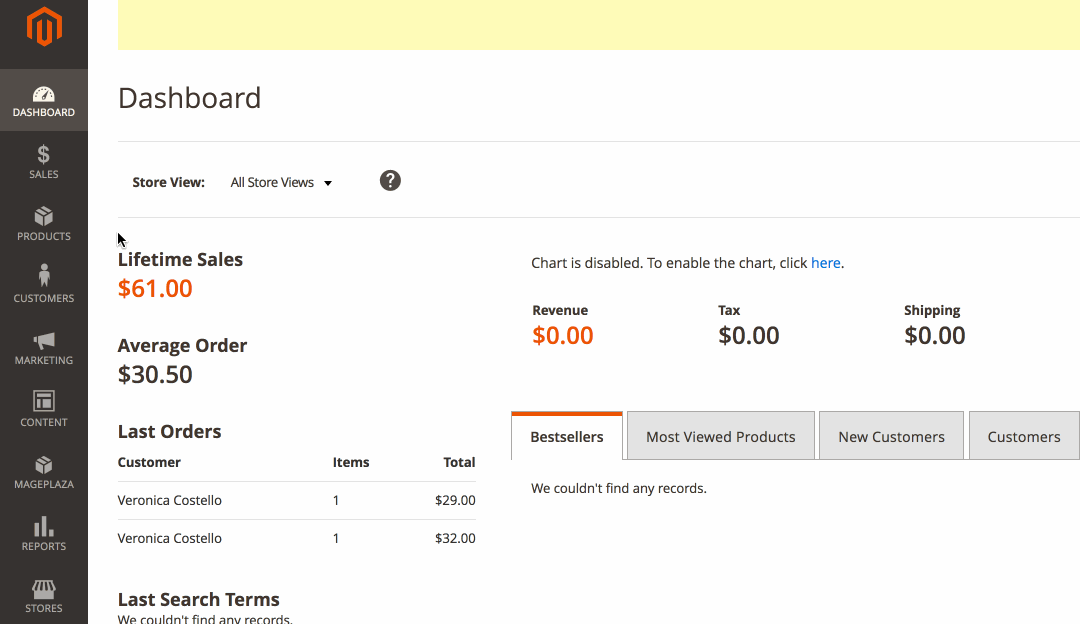 DASHBOARD
SALES
PRODUCTS
CUSTOMERS
MARKETING
CONTENT
MAGEPLAZA
REPORTS
STORES
Dashboard
Store View: All Store Views ?
Lifetime Sales
$61.00
Average Order
$30.50
Last Orders
Customer Items Total
Veronica Costello 1 $29.00
Veronica Costello 1 $32.00
Last Search Terms
We couldn't find any records.
Chart is disabled. To enable the chart, click here.
Revenue Tax Shipping
$0.00 $0.00 $0.00
Bestsellers Most Viewed Products New Customers Customers
We couldn't find any records.